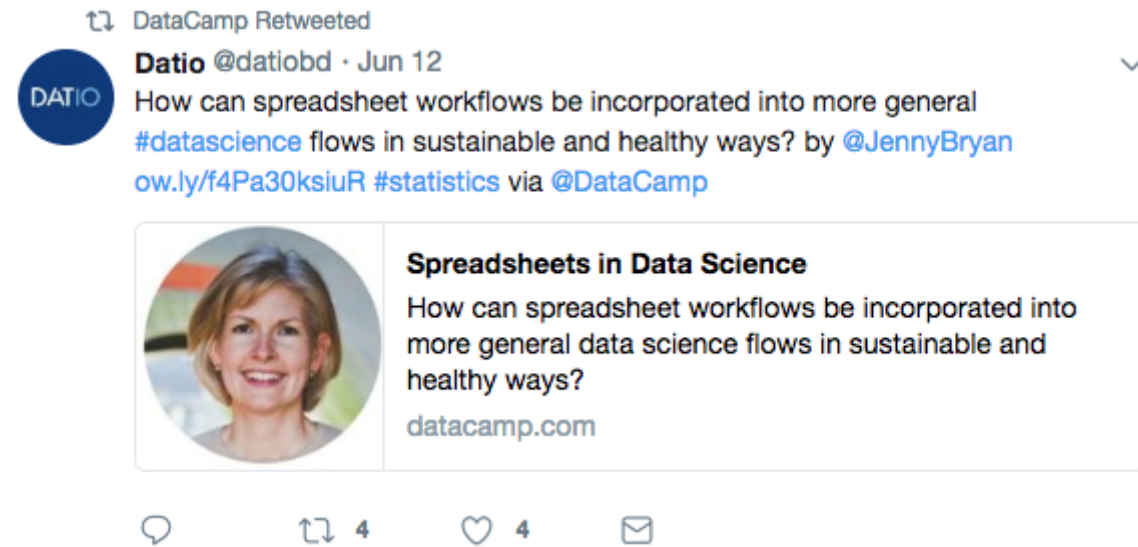 DataCamp Retweeted
Datio @datiobd · Jun 12
DATIO
How can spreadsheet workflows be incorporated into more general
#datascience flows in sustainable and healthy ways? by @JennyBryan
ow.ly/f4Pa30ksiuR #statistics via @DataCamp
Spreadsheets in Data Science
How can spreadsheet workflows be incorporated into
more general data science flows in sustainable and
healthy ways?
datacamp.com
4
4